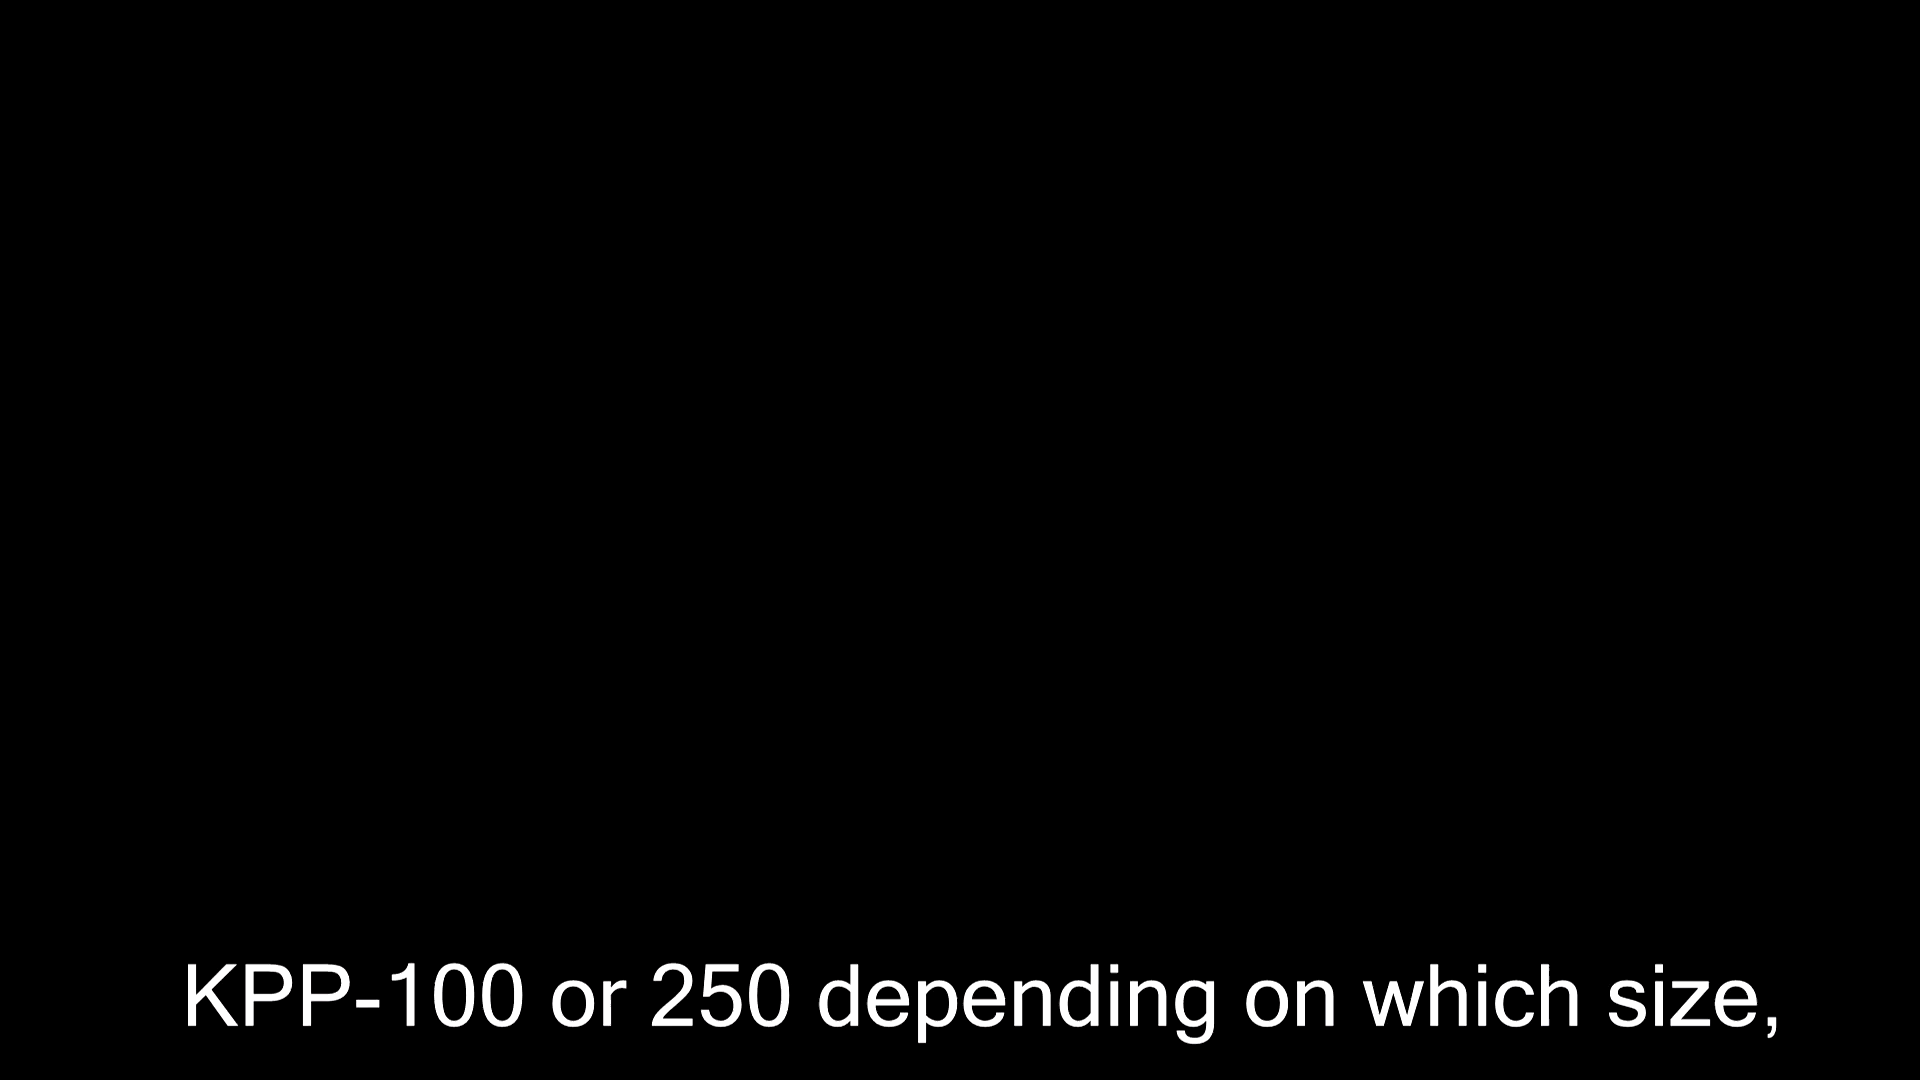 KPP-100 or 250 depending on which size,